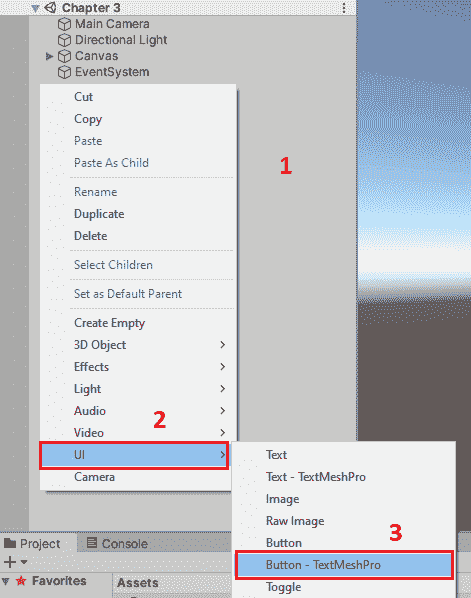 Chapter 3
Main Camera
Directional Light
Canvas
EventSystem
Cut
Copy
1
Paste
Paste As Child
Rename
Duplicate
Delete
Select Children
Set as Default Parent
Create Empty
3D Object
Effects
Light
Audio
2
Video
UI
Camera
Text
Text - TextMeshPro
Image
Raw Image
3
Button
Button - TextMeshPro
Toggle
Project
Console
Favorites
Assets